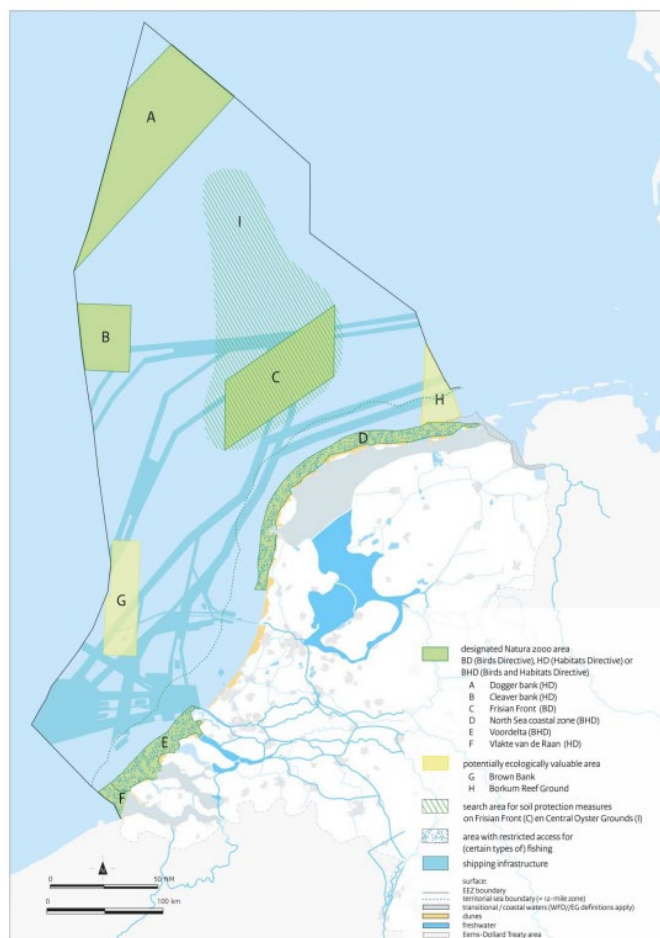 A
I
B
C
H
D
G
E
F
designated Natura 2000 area
BD (Birds Directive), HD (Habitats Directive) or
BHD (Birds and Habitats Directive)
A Dogger bank (HD)
B Cleaver bank (HD)
C Frisian Front (BD)
D North Sea coastal zone (BHD)
E Voordelta (BHD)
F Vlakte van de Raan (HD)
potentially ecologically valuable area
G Brown Bank
H Borkum Reef Ground
search area for soil protection measures
on Frisian Front (C) en Central Oyster Grounds (I)
area with restricted access for
(certain types of) fishing
shipping infrastructure
surface:
EEZ boundary
territorial sea boundary (= 12-mile zone)
transitional / coastal waters (WFD//EG definitions apply)
dunes
freshwater
Eems-Dollard Treaty area
0 50 NM
0 100 km